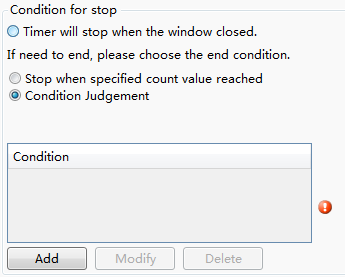 Condition for stop
Timer will stop when the window closed.
If need to end, please choose the end condition.
Stop when specified count value reached
Condition Judgement
Condition
Add Modify Delete